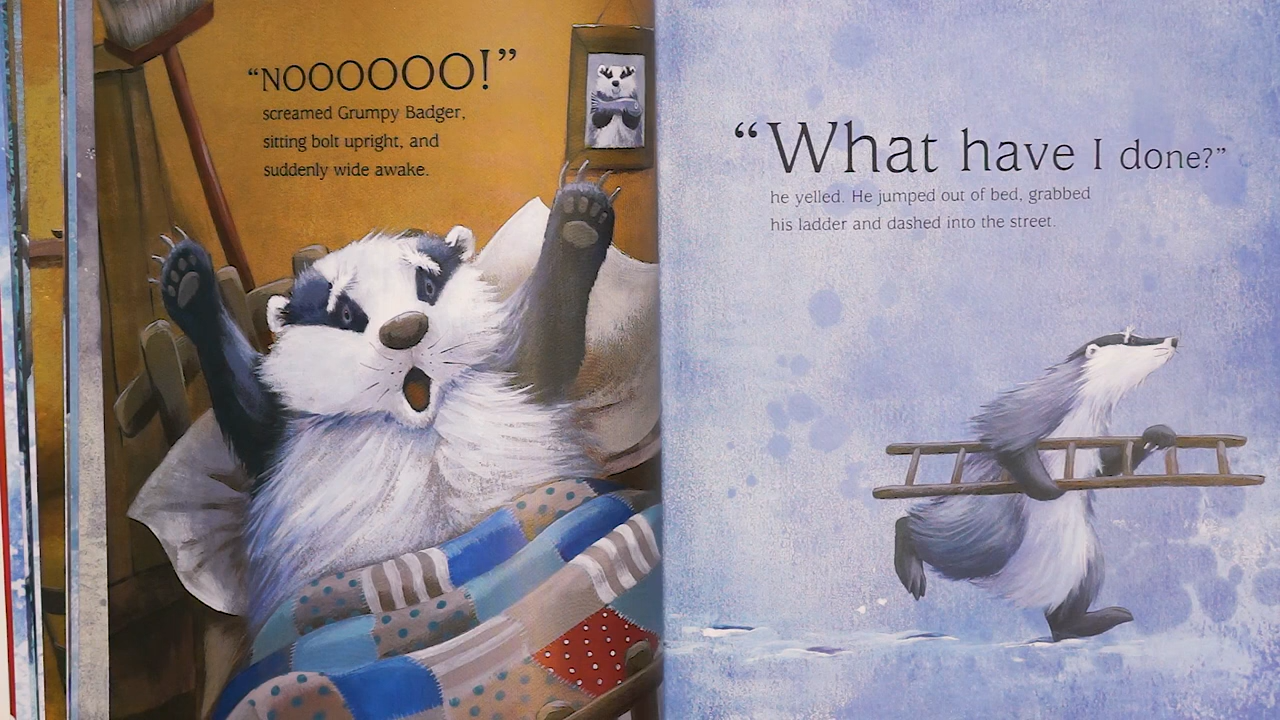 “NOOOOOO!”
screamed Grumpy Badger,
sitting bolt upright, and
suddenly wide awake.
“What have I done?”
he yelled. He jumped out of bed, grabbed
his ladder and dashed into the street.